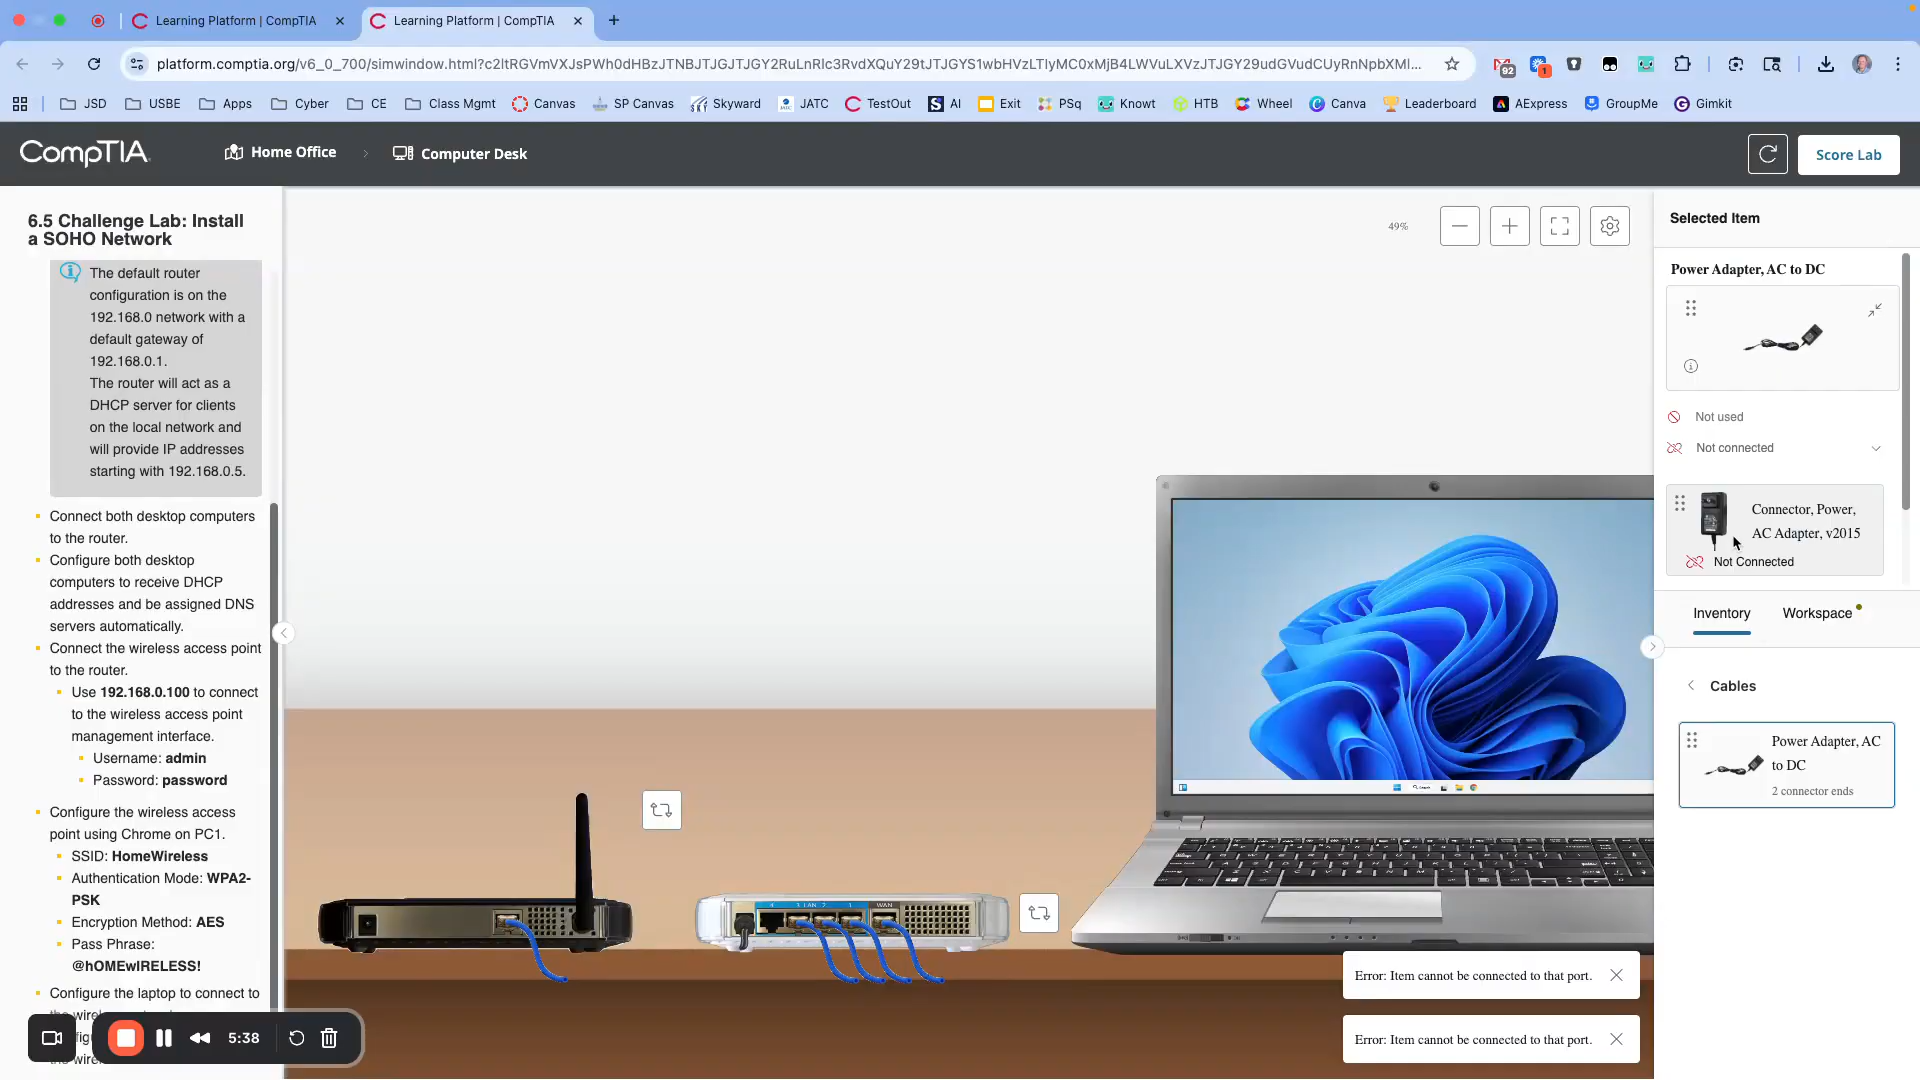 Learning Platform | CompTIA
Learning Platform | CompTIA
platform.comptia.org/v6_0_700/simwindow.html?c2ltRGVmVXJsPWh0dHBzJTNBJTJGJTJGY2RuLnRlc3RvdXQuY29tJTJGYS1wbHVzLTIyMC0xMjB4LWVuLXVzJTJGY29udGVudCUyRnNpbXMl...
92
1
JSD
USBE
Apps
Cyber
CE
Class Mgmt
Canvas
SP Canvas
Skyward
JATC
TestOut
AI
Exit
PSq
Knowt
HTB
Wheel
Canva
Leaderboard
AExpress
GroupMe
Gimkit
CompTIA
Home Office
Computer Desk
Score Lab
6.5 Challenge Lab: Install
a SOHO Network
The default router
configuration is on the
192.168.0 network with a
default gateway of
192.168.0.1.
The router will act as a
DHCP server for clients
on the local network and
will provide IP addresses
starting with 192.168.0.5.
Connect both desktop computers
to the router.
Configure both desktop
computers to receive DHCP
addresses and be assigned DNS
servers automatically.
Connect the wireless access point
to the router.
Use 192.168.0.100 to connect
to the wireless access point
management interface.
Username: admin
Password: password
Configure the wireless access
point using Chrome on PC1.
SSID: HomeWireless
Authentication Mode: WPA2-
PSK
Encryption Method: AES
Pass Phrase:
@hOMEwIRELESS!
Configure the laptop to connect to
5:38
49%
4 3 LAN 2 1 WAN
Error: Item cannot be connected to that port.
Error: Item cannot be connected to that port.
Selected Item
Power Adapter, AC to DC
Not used
Not connected
Connector, Power,
AC Adapter, v2015
Not Connected
Inventory
Workspace
Cables
Power Adapter, AC
to DC
2 connector ends